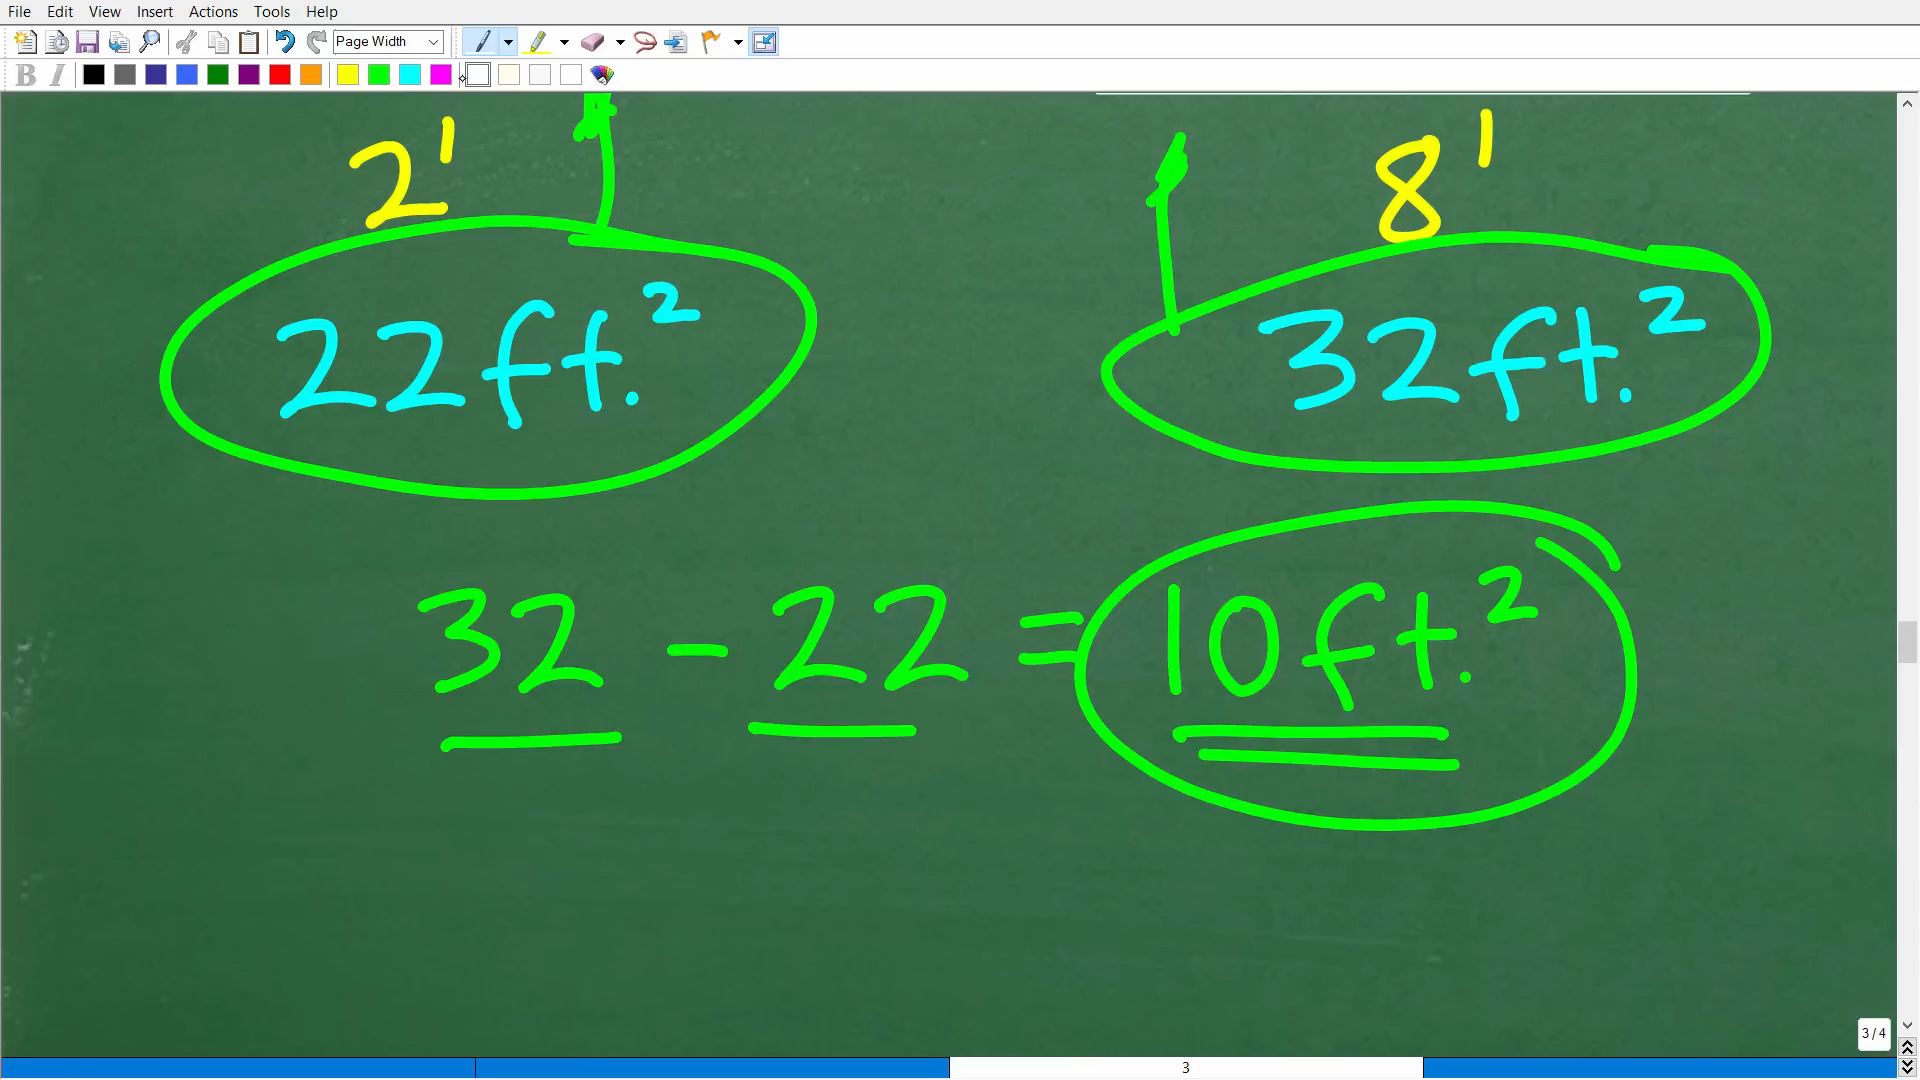 File Edit View Insert Actions Tools Help
Page Width
B I
2' 8'
22ft.² 32ft.²
32 - 22 = 10ft.²
3 / 4
3